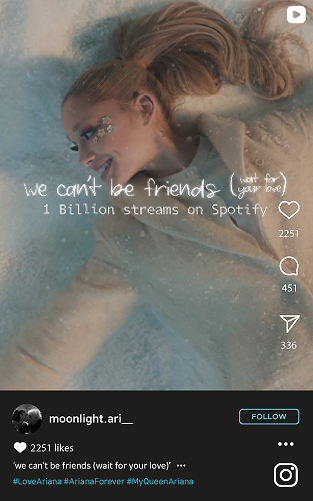 we can't be friends (wait for
your love)
1 Billion streams on Spotify
2251
451
336
moonlight.ari__
FOLLOW
2251 likes
'we can't be friends (wait for your love)' •••
#LoveAriana #ArianaForever #MyQueenAriana